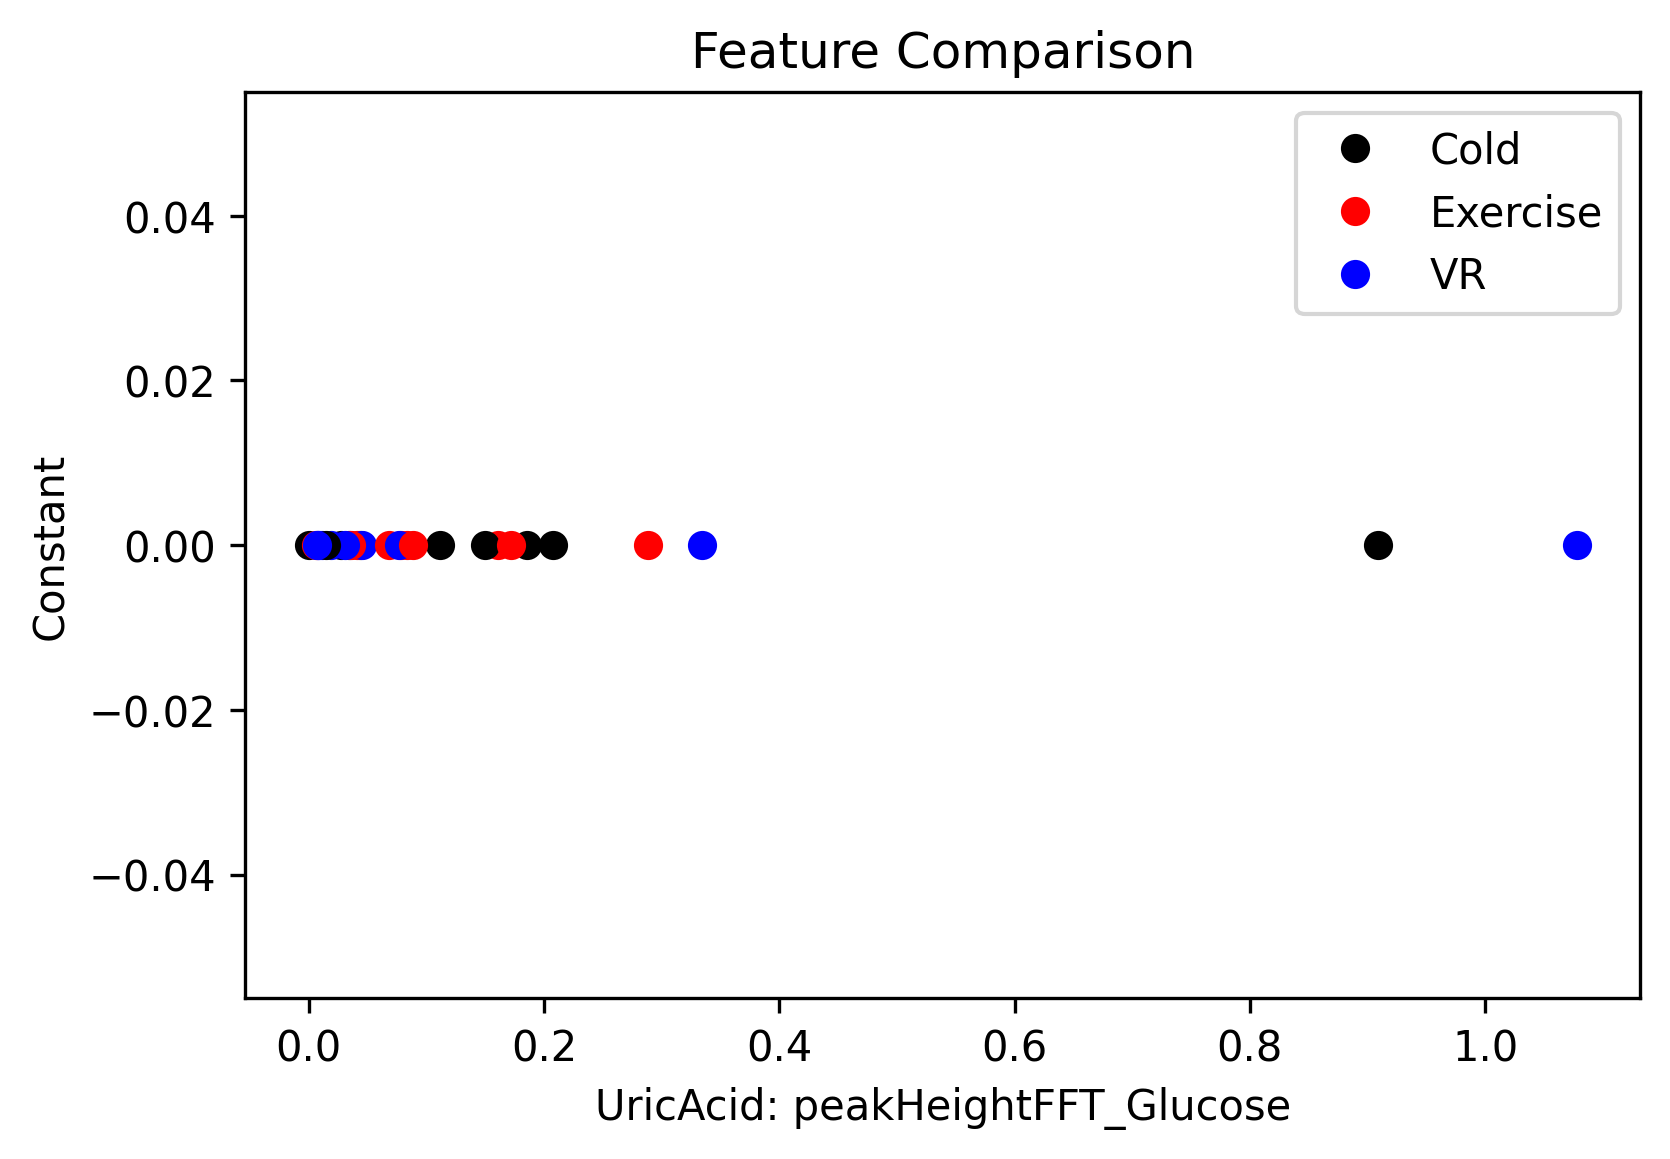 Feature Comparison
Cold
Exercise
VR
0.04
0.02
0.00
−0.02
−0.04
Constant
0.0 0.2 0.4 0.6 0.8 1.0
UricAcid: peakHeightFFT_Glucose